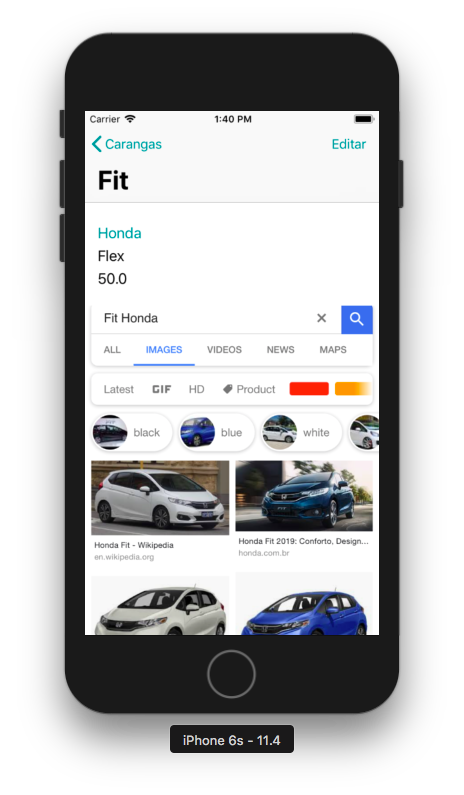 Carrier 1:40 PM
Carangas Editar
Fit
Honda
Flex
50.0
Fit Honda
ALL IMAGES VIDEOS NEWS MAPS
Latest GIF HD Product
black blue white
Honda Fit - Wikipedia
en.wikipedia.org
Honda Fit 2019: Conforto, Design...
honda.com.br
iPhone 6s - 11.4